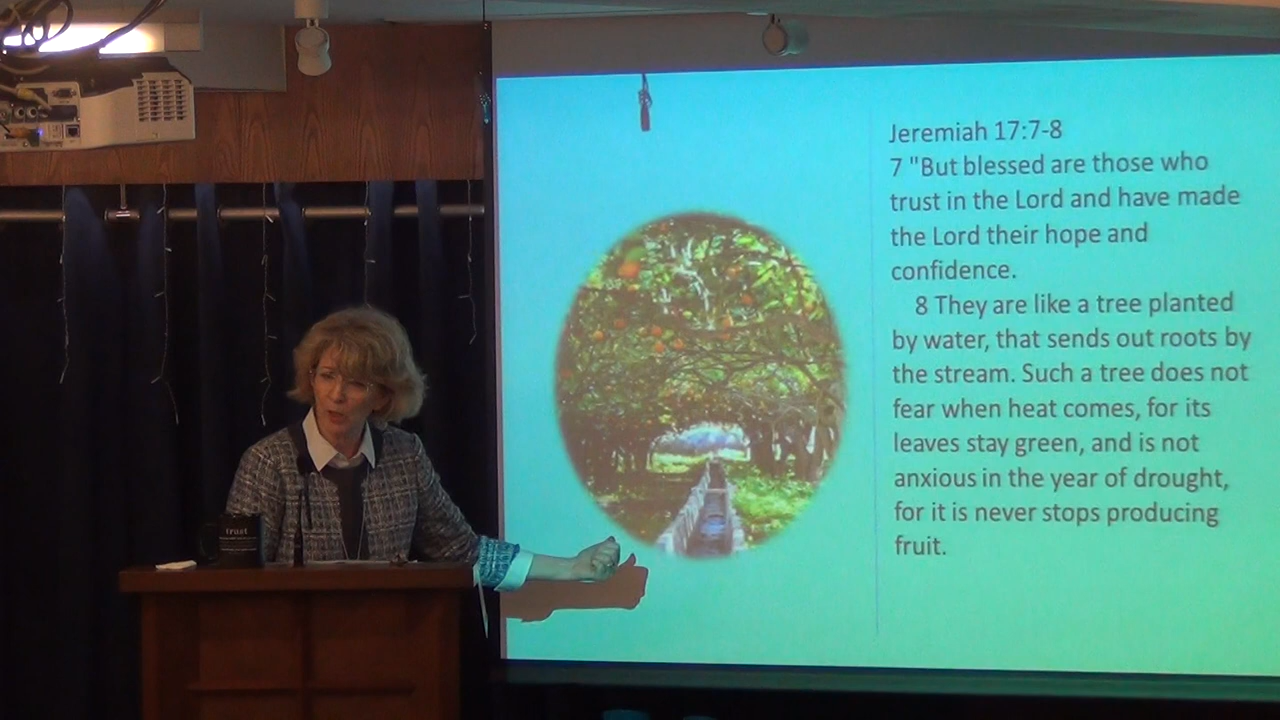 Jeremiah 17:7-8
7 "But blessed are those who
trust in the Lord and have made
the Lord their hope and
confidence.
8 They are like a tree planted
by water, that sends out roots by
the stream. Such a tree does not
fear when heat comes, for its
leaves stay green, and is not
anxious in the year of drought,
for it is never stops producing
fruit.
trust